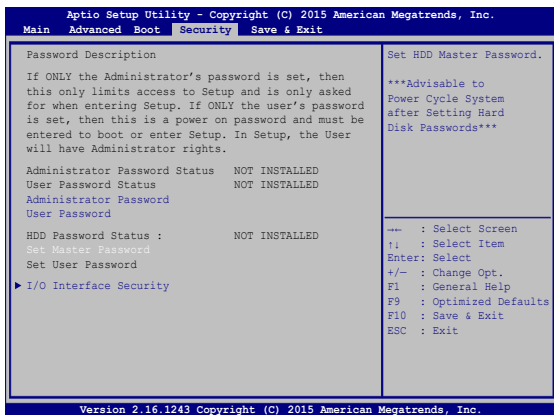 Aptio Setup Utility - Copyright (C) 2015 American Megatrends, Inc.
Main Advanced Boot Security Save & Exit
Password Description
If ONLY the Administrator's password is set, then
this only limits access to Setup and is only asked
for when entering Setup. If ONLY the user's password
is set, then this is a power on password and must be
entered to boot or enter Setup. In Setup, the User
will have Administrator rights.
Administrator Password Status NOT INSTALLED
User Password Status NOT INSTALLED
Administrator Password
User Password
HDD Password Status : NOT INSTALLED
Set Master Password
Set User Password
I/O Interface Security
Set HDD Master Password.
***Advisable to
Power Cycle System
after Setting Hard
Disk Passwords***
→← : Select Screen
↑↓ : Select Item
Enter: Select
+/— : Change Opt.
F1 : General Help
F9 : Optimized Defaults
F10 : Save & Exit
ESC : Exit
Version 2.16.1243 Copyright (C) 2015 American Megatrends, Inc.